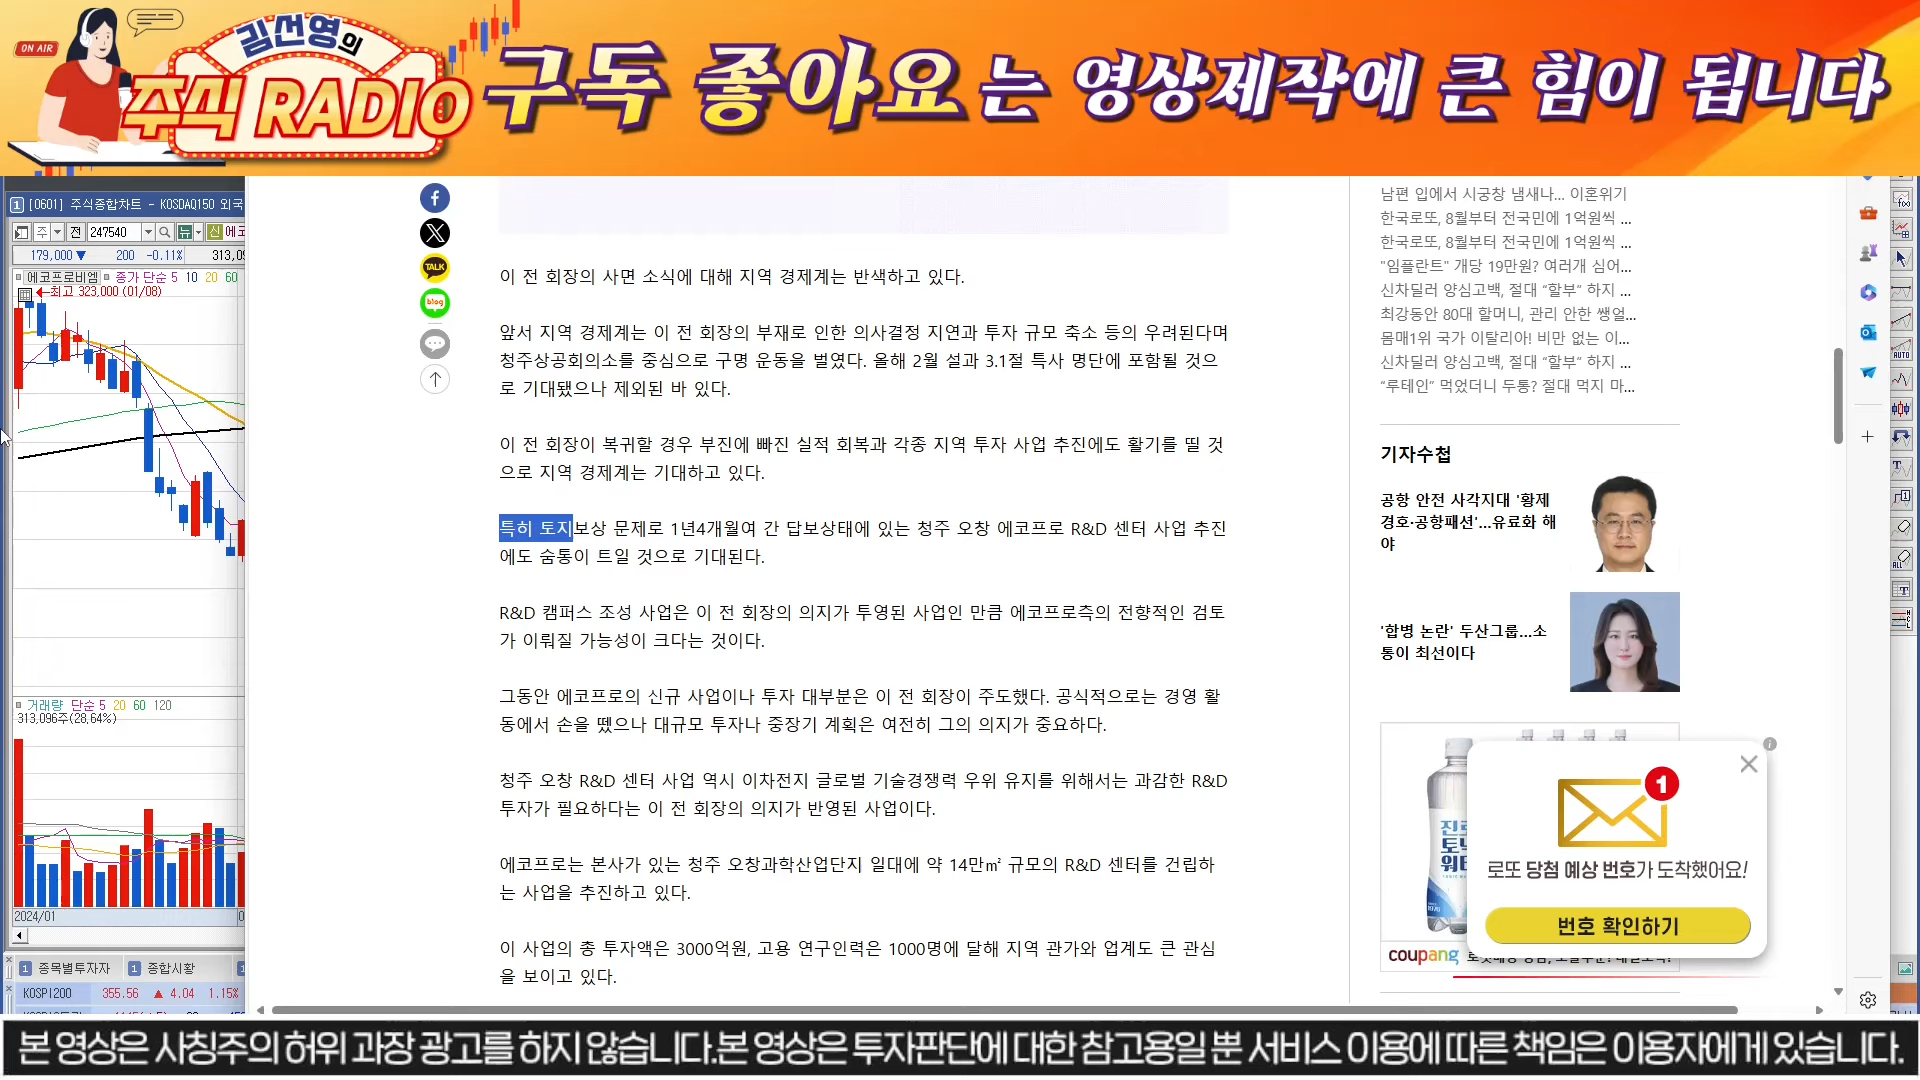 ON AIR
김선영의
주식 RADIO
구독 좋아요는 영상제작에 큰 힘이 됩니다
1 [0601] 주식종합차트 - KOSDAQ150 외국
주 전 247540 뉴 신 에코
179,000▼ 200 -0.11% 313,09
에코프로비엠 종가 단순 5 10 20 60
최고 323,000 (01/08)
거래량 단순 5 20 60 120
313,096주(28,64%)
2024/01
1 종목별투자자 1 종합시황
KOSPI200 355.56 ▲ 4.04 1.15%
TALK
blog
이 전 회장의 사면 소식에 대해 지역 경제계는 반색하고 있다.
앞서 지역 경제계는 이 전 회장의 부재로 인한 의사결정 지연과 투자 규모 축소 등의 우려된다며
청주상공회의소를 중심으로 구명 운동을 벌였다. 올해 2월 설과 3.1절 특사 명단에 포함될 것으
로 기대됐으나 제외된 바 있다.
이 전 회장이 복귀할 경우 부진에 빠진 실적 회복과 각종 지역 투자 사업 추진에도 활기를 띨 것
으로 지역 경제계는 기대하고 있다.
특히 토지보상 문제로 1년4개월여 간 답보상태에 있는 청주 오창 에코프로 R&D 센터 사업 추진
에도 숨통이 트일 것으로 기대된다.
R&D 캠퍼스 조성 사업은 이 전 회장의 의지가 투영된 사업인 만큼 에코프로측의 전향적인 검토
가 이뤄질 가능성이 크다는 것이다.
그동안 에코프로의 신규 사업이나 투자 대부분은 이 전 회장이 주도했다. 공식적으로는 경영 활
동에서 손을 뗐으나 대규모 투자나 중장기 계획은 여전히 그의 의지가 중요하다.
청주 오창 R&D 센터 사업 역시 이차전지 글로벌 기술경쟁력 우위 유지를 위해서는 과감한 R&D
투자가 필요하다는 이 전 회장의 의지가 반영된 사업이다.
에코프로는 본사가 있는 청주 오창과학산업단지 일대에 약 14만㎡ 규모의 R&D 센터를 건립하
는 사업을 추진하고 있다.
이 사업의 총 투자액은 3000억원, 고용 연구인력은 1000명에 달해 지역 관가와 업계도 큰 관심
을 보이고 있다.
남편 입에서 시궁창 냄새나... 이혼위기
한국로또, 8월부터 전국민에 1억원씩 ...
한국로또, 8월부터 전국민에 1억원씩 ...
"임플란트" 개당 19만원? 여러개 심어...
신차딜러 양심고백, 절대 “할부” 하지 ...
최강동안 80대 할머니, 관리 안한 쌩얼...
몸매1위 국가 이탈리아! 비만 없는 이...
신차딜러 양심고백, 절대 “할부” 하지 ...
“루테인” 먹었더니 두통? 절대 먹지 마...
기자수첩
공항 안전 사각지대 '황제
경호·공항패션'...유료화 해
야
'합병 논란' 두산그룹...소
통이 최선이다
1
로또 당첨 예상 번호가 도착했어요!
번호 확인하기
coupang
AUTO
ALL
본 영상은 사칭주의 허위 과장 광고를 하지 않습니다.본 영상은 투자판단에 대한 참고용일 뿐 서비스 이용에 따른 책임은 이용자에게 있습니다.